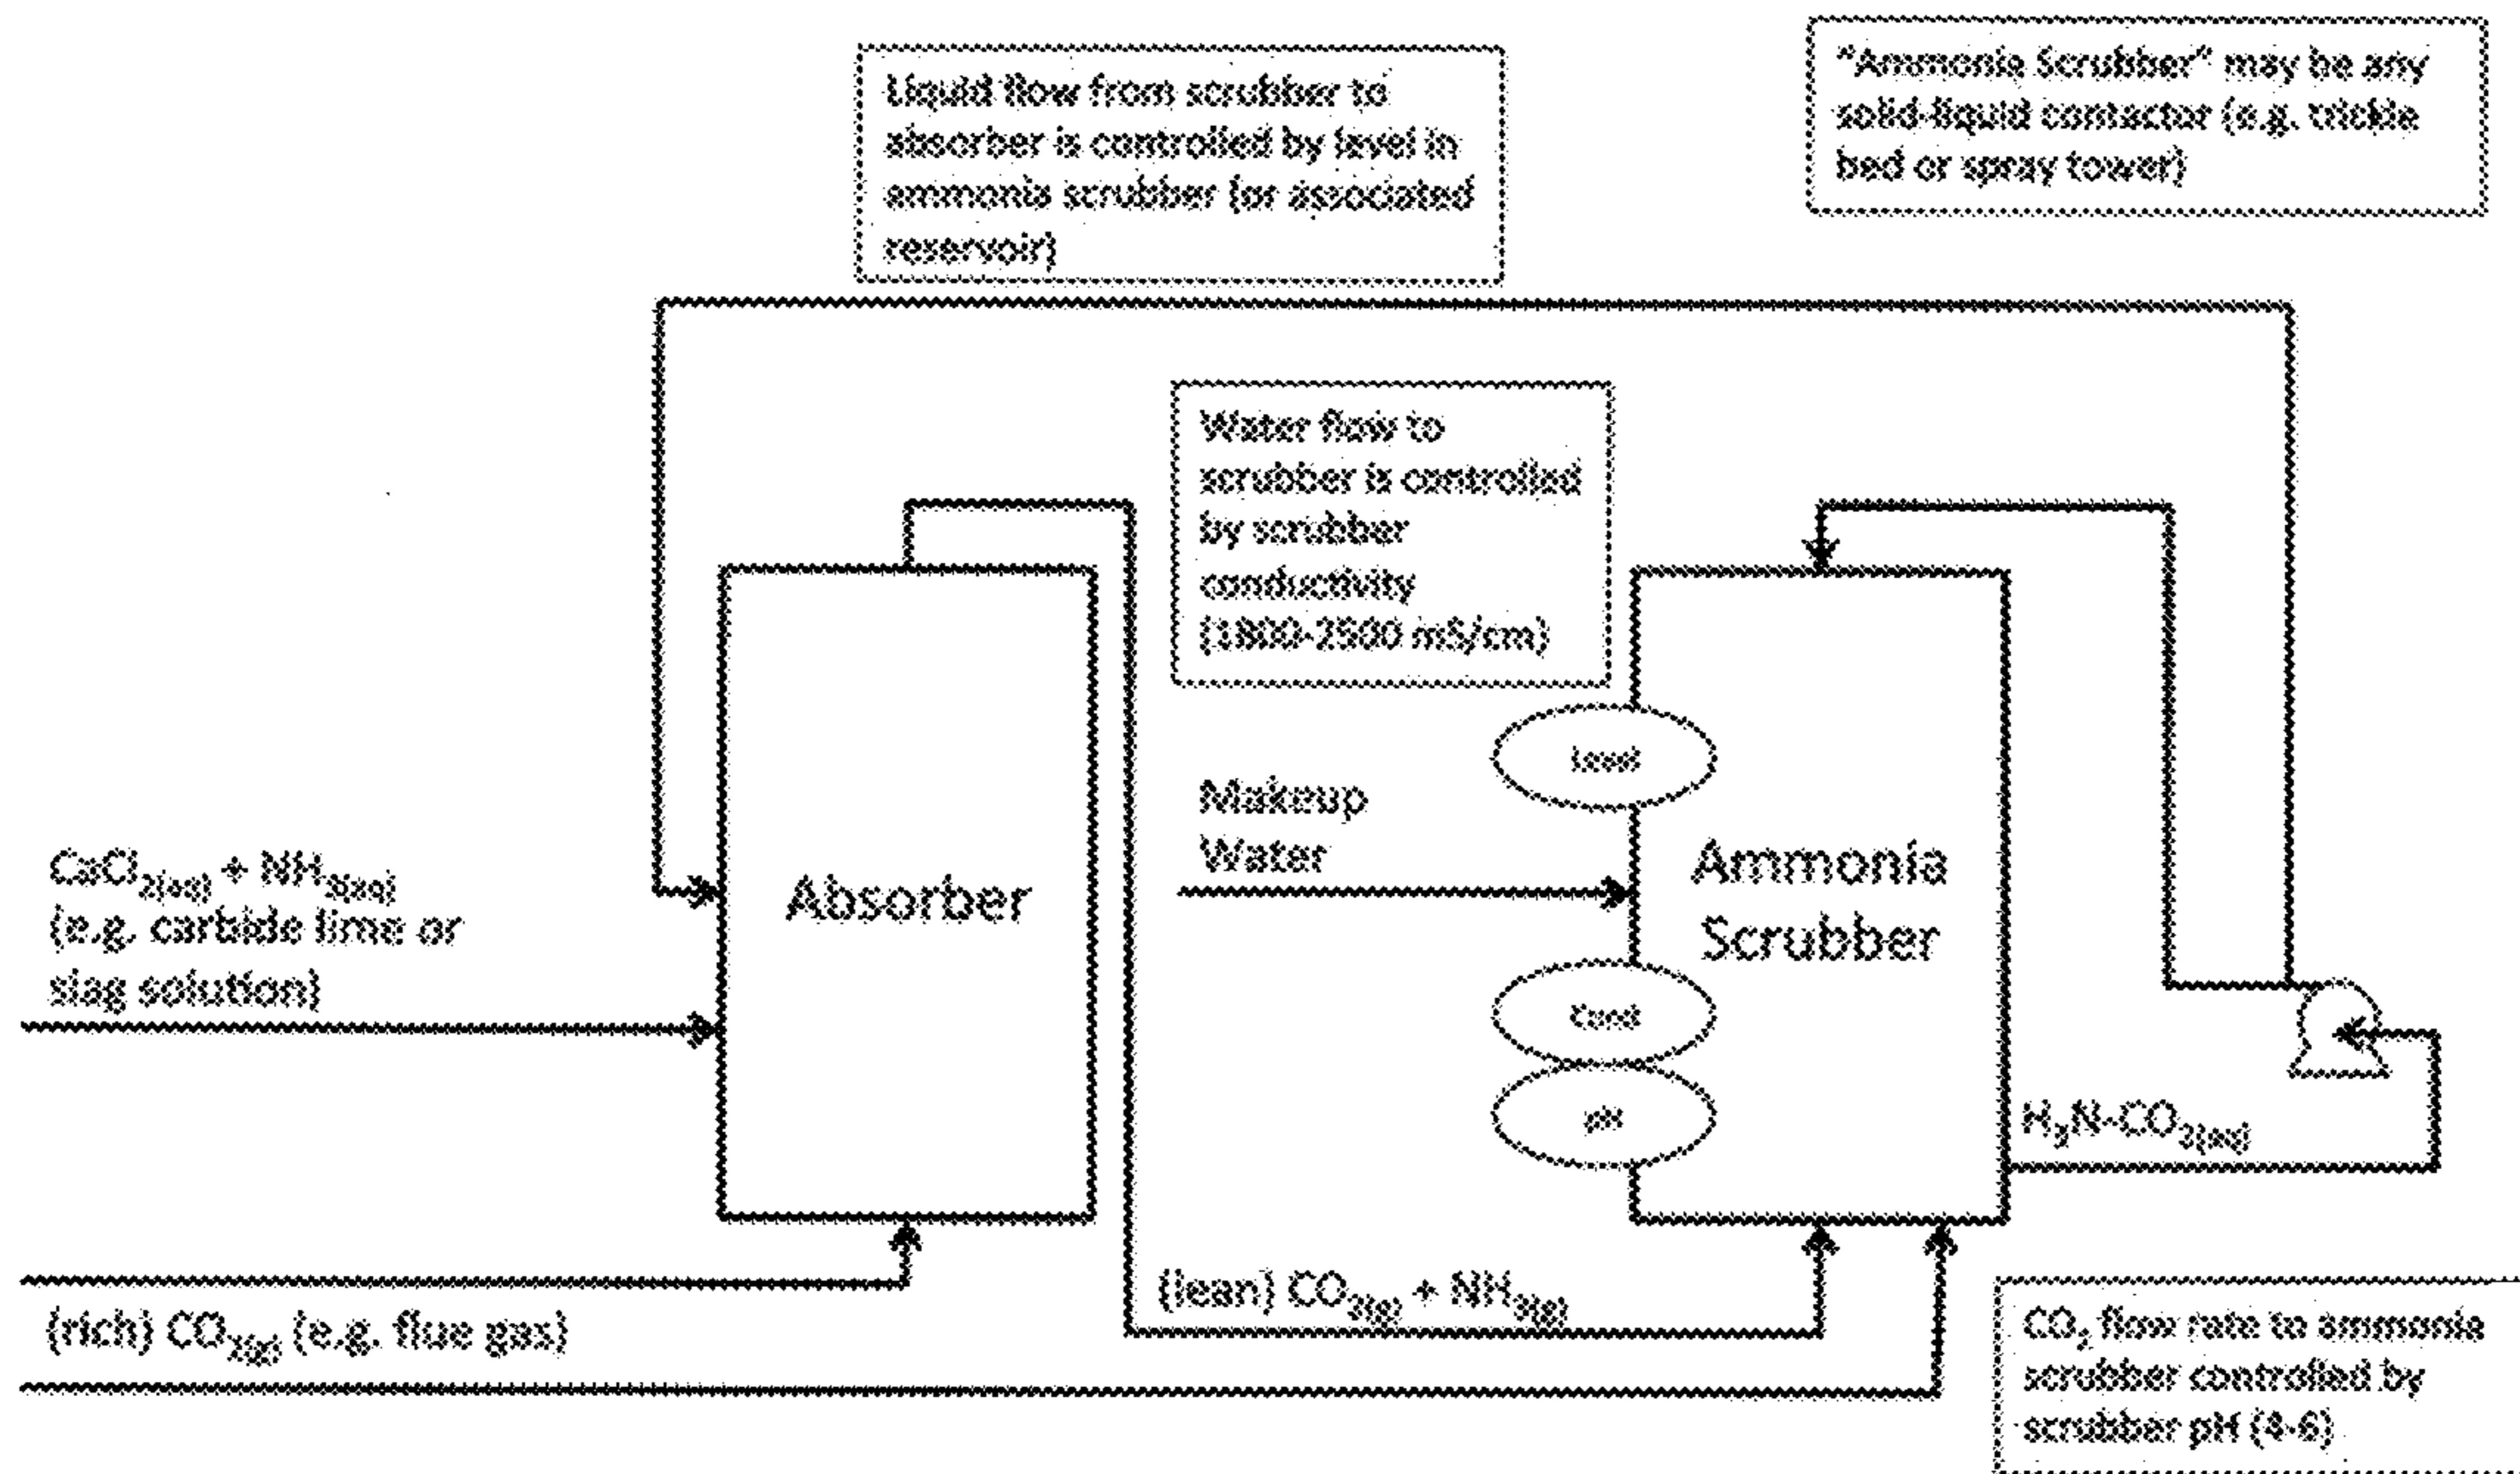 Liquid flow from scrubber to
absorber is controlled by level in
ammonia scrubber (or associated
reservoir)
"Ammonia Scrubber" may be any
solid-liquid contactor (e.g. trickle
bed or spray tower)
Water flow to
scrubber is controlled
by scrubber
conductivity
(1800-2500 mS/cm)
Level
Makeup
Water
Ammonia
Scrubber
Absorber
CaCl2(aq) + NH3(aq)
(e.g. carbide lime or
slag solution)
Cond
pH
H3N-CO2(aq)
(lean) CO2(g) + NH3(g)
(rich) CO2(g) (e.g. flue gas)
CO2 flow rate to ammonia
scrubber controlled by
scrubber pH